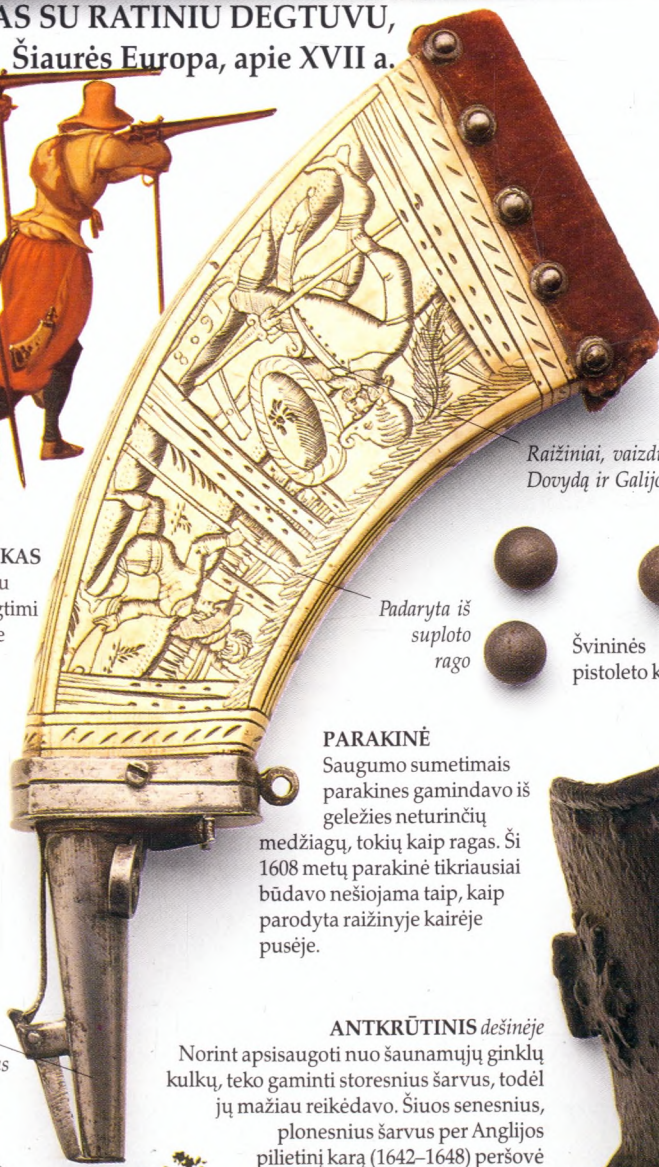 AS SU RATINIU DEGTUVU,
Šiaurės Europa, apie XVII a.
1608
Raižiniai,
Dovydą ir
KAS
Padaryta iš
suploto
rago
Švininės
pistoleto
PARAKINĖ
Saugumo sumetimais
parakines gamindavo iš
geležies neturinčių
medžiagų, tokių kaip ragas. Ši
1608 metų parakinė tikriausiai
būdavo nešiojama taip, kaip
parodyta raižinyje kairėje
pusėje.
ANTKRŪTINIS dešinėje
Norint apsisaugoti nuo šaunamųjų ginklų
kulkų, teko gaminti storesnius šarvus, todėl
jų mažiau reikėdavo. Šiuos senesnius,
plonesnius šarvus per Anglijos
pilietinį karą (1642–1648) peršovė